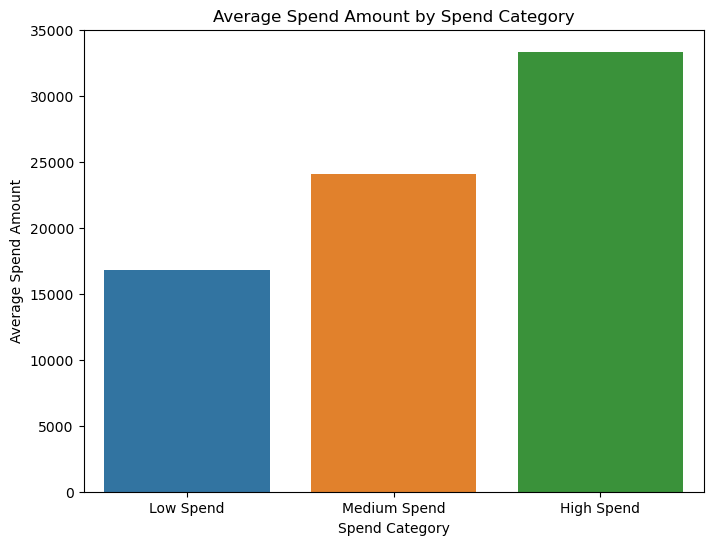 Average Spend Amount by Spend Category
Average Spend Amount
35000
30000
25000
20000
15000
10000
5000
0
Low Spend Medium Spend High Spend
Spend Category